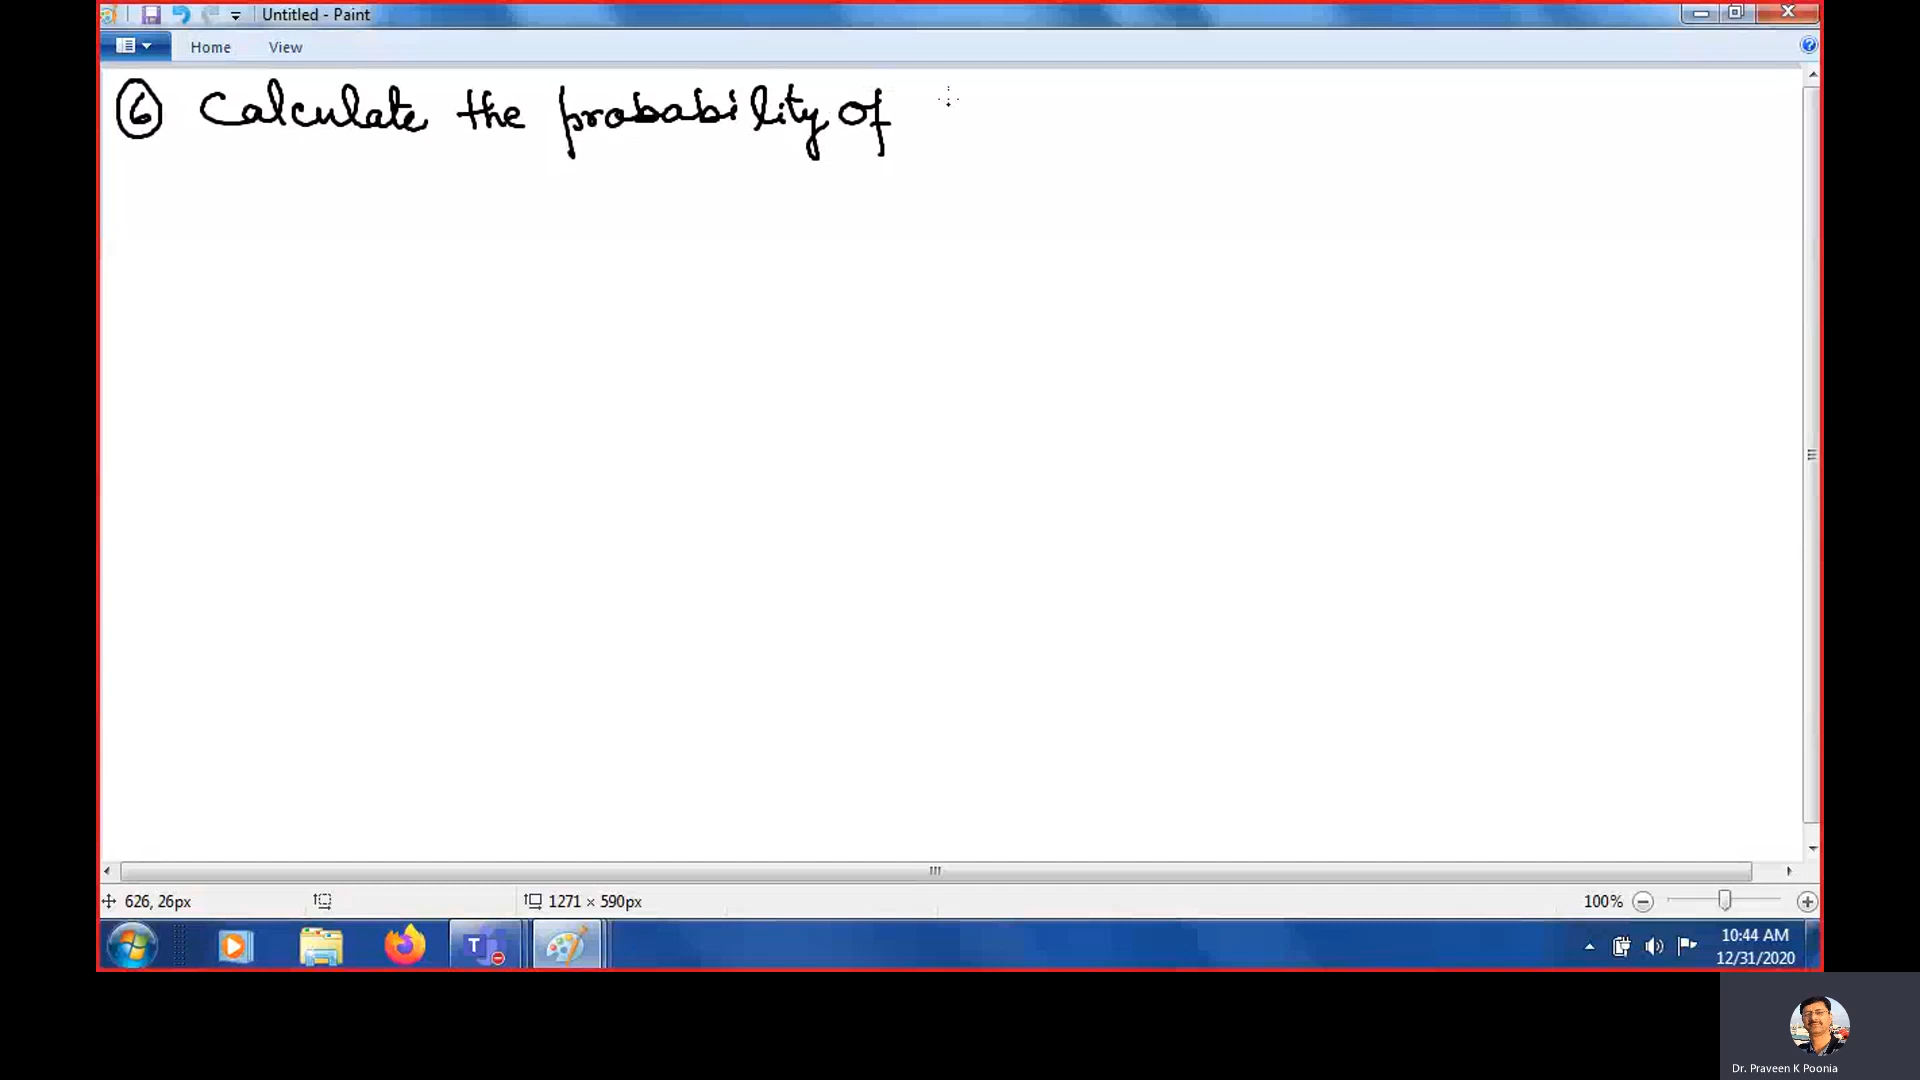 Untitled - Paint
Home View
⑥ Calculate the probability of
626, 26px
1271 × 590px
100%
T
10:44 AM
12/31/2020
Dr. Praveen K Poonia